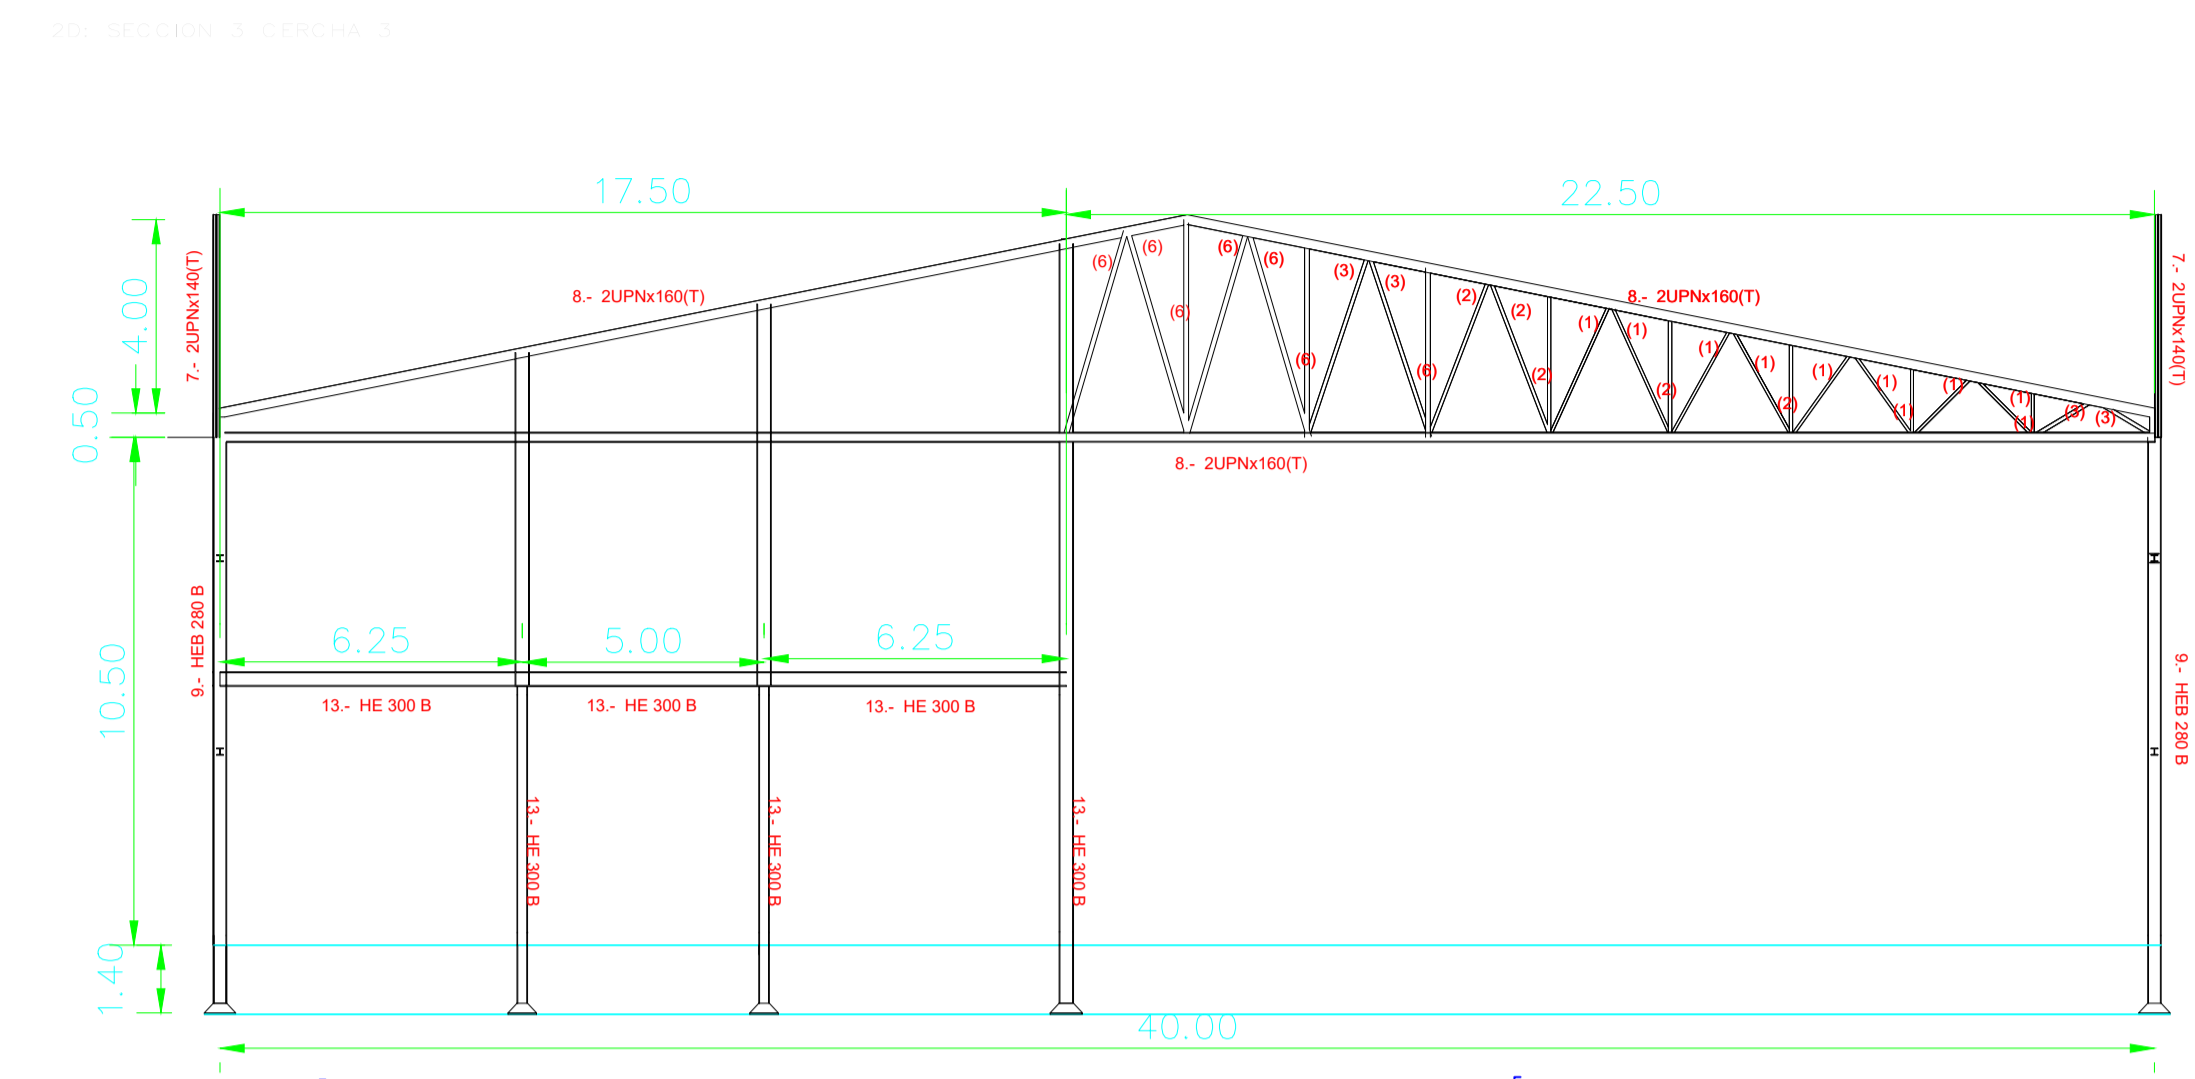 2D: SECCION 3 CERCHA 3
17.50
22.50
4.00
0.50
10.50
1.40
7.- 2UPNx140(T)
8.- 2UPNx160(T)
(6)
(6)
(6)
(6)
(6)
(6)
(3)
(3)
(6)
(2)
(2)
(2)
(1)
(1)
(2)
(1)
(1)
(2)
(1)
(1)
(1)
(1)
(1)
(1)
(3)
(3)
8.- 2UPNx160(T)
7.- 2UPNx140(T)
8.- 2UPNx160(T)
9.- HEB 280 B
6.25
5.00
6.25
13.- HE 300 B
13.- HE 300 B
13.- HE 300 B
9.- HEB 280 B
13.- HE 300 B
13.- HE 300 B
13.- HE 300 B
40.00